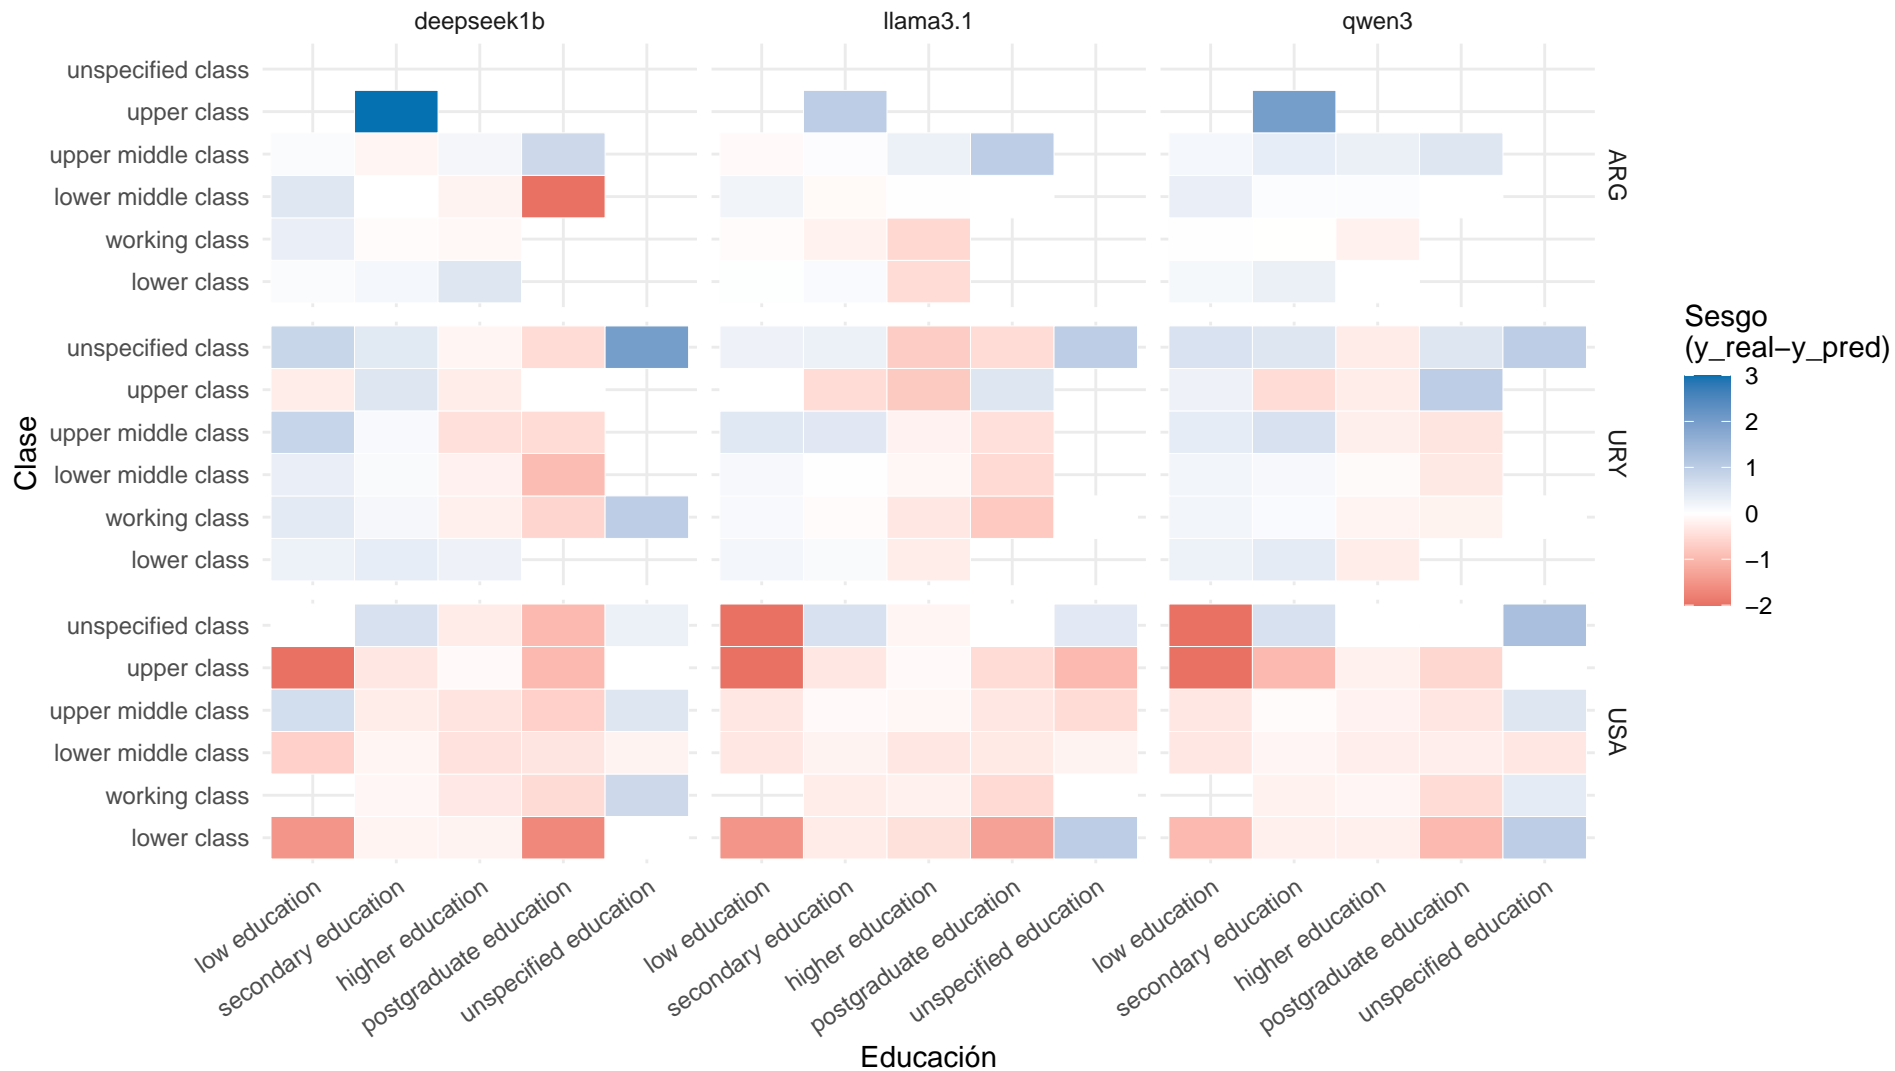 deepseek1b
llama3.1
qwen3
unspecified class
upper class
upper middle class
lower middle class
working class
lower class
ARG
unspecified class
upper class
upper middle class
lower middle class
working class
lower class
URY
unspecified class
upper class
upper middle class
lower middle class
working class
lower class
USA
Clase
low education
secondary education
higher education
postgraduate education
unspecified education
low education
secondary education
higher education
postgraduate education
unspecified education
low education
secondary education
higher education
postgraduate education
unspecified education
Educación
Sesgo
(y_real−y_pred)
3
2
1
0
−1
−2